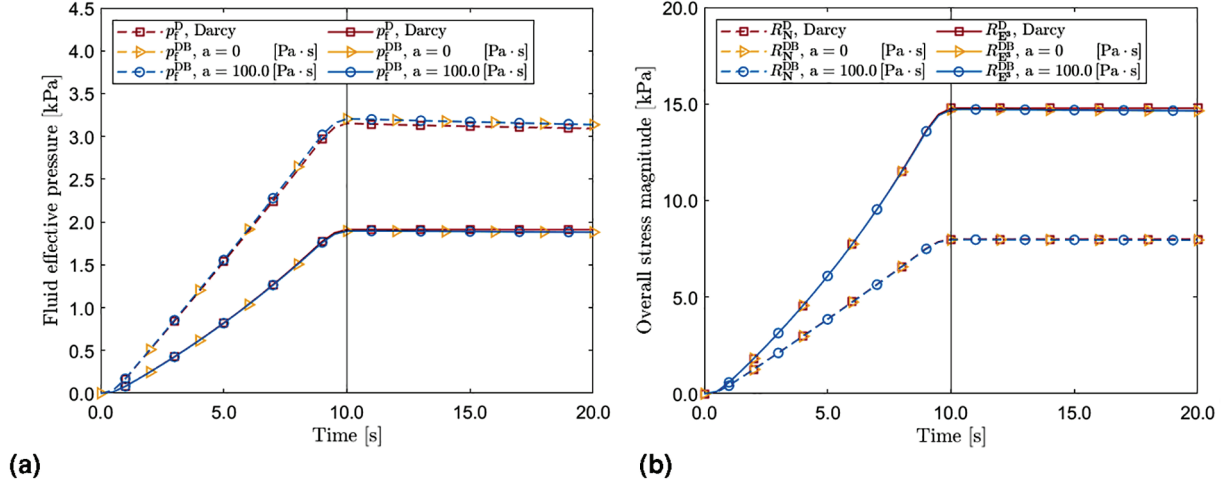 4.5
4.0
3.5
3.0
2.5
2.0
1.5
1.0
0.5
0.0
Fluid effective pressure [kPa]
p_f^D, Darcy
p_f^DB, a = 0 [Pa · s]
p_f^DB, a = 100.0 [Pa · s]
p_f^D, Darcy
p_f^DB, a = 0 [Pa · s]
p_f^DB, a = 100.0 [Pa · s]
0.0 5.0 10.0 15.0 20.0
Time [s]
(a)
20.0
15.0
10.0
5.0
0.0
Overall stress magnitude [kPa]
R_N^D, Darcy
R_N^DB, a = 0 [Pa · s]
R_N^DB, a = 100.0 [Pa · s]
R_E³^D, Darcy
R_E³^DB, a = 0 [Pa · s]
R_E³^DB, a = 100.0 [Pa · s]
0.0 5.0 10.0 15.0 20.0
Time [s]
(b)